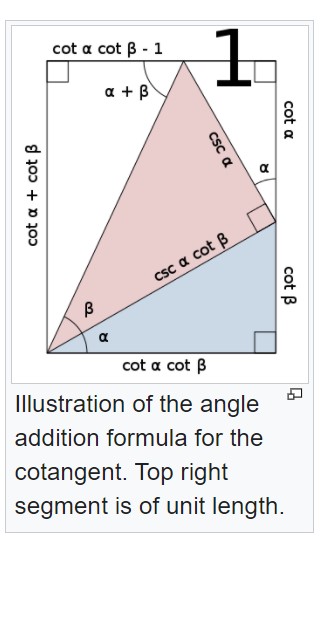 cot α cot β - 1
1
α + β
cot α
csc α
α
cot α + cot β
csc α cot β
cot β
β
α
cot α cot β
Illustration of the angle
addition formula for the
cotangent. Top right
segment is of unit length.